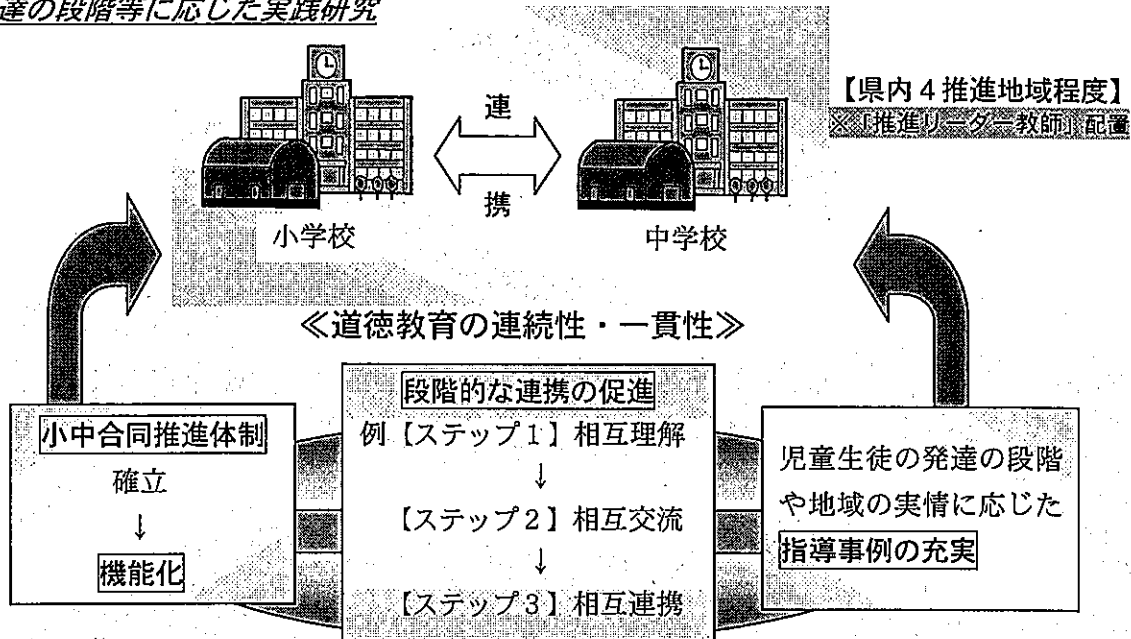 達の段階等に応じた実践研究
【県内4推進地域程度】
※「推進リーダー教師」配置
連
携
小学校
中学校
≪道徳教育の連続性・一貫性≫
小中合同推進体制
確立
↓
機能化
段階的な連携の促進
例【ステップ1】相互理解
↓
【ステップ2】相互交流
↓
【ステップ3】相互連携
児童生徒の発達の段階
や地域の実情に応じた
指導事例の充実